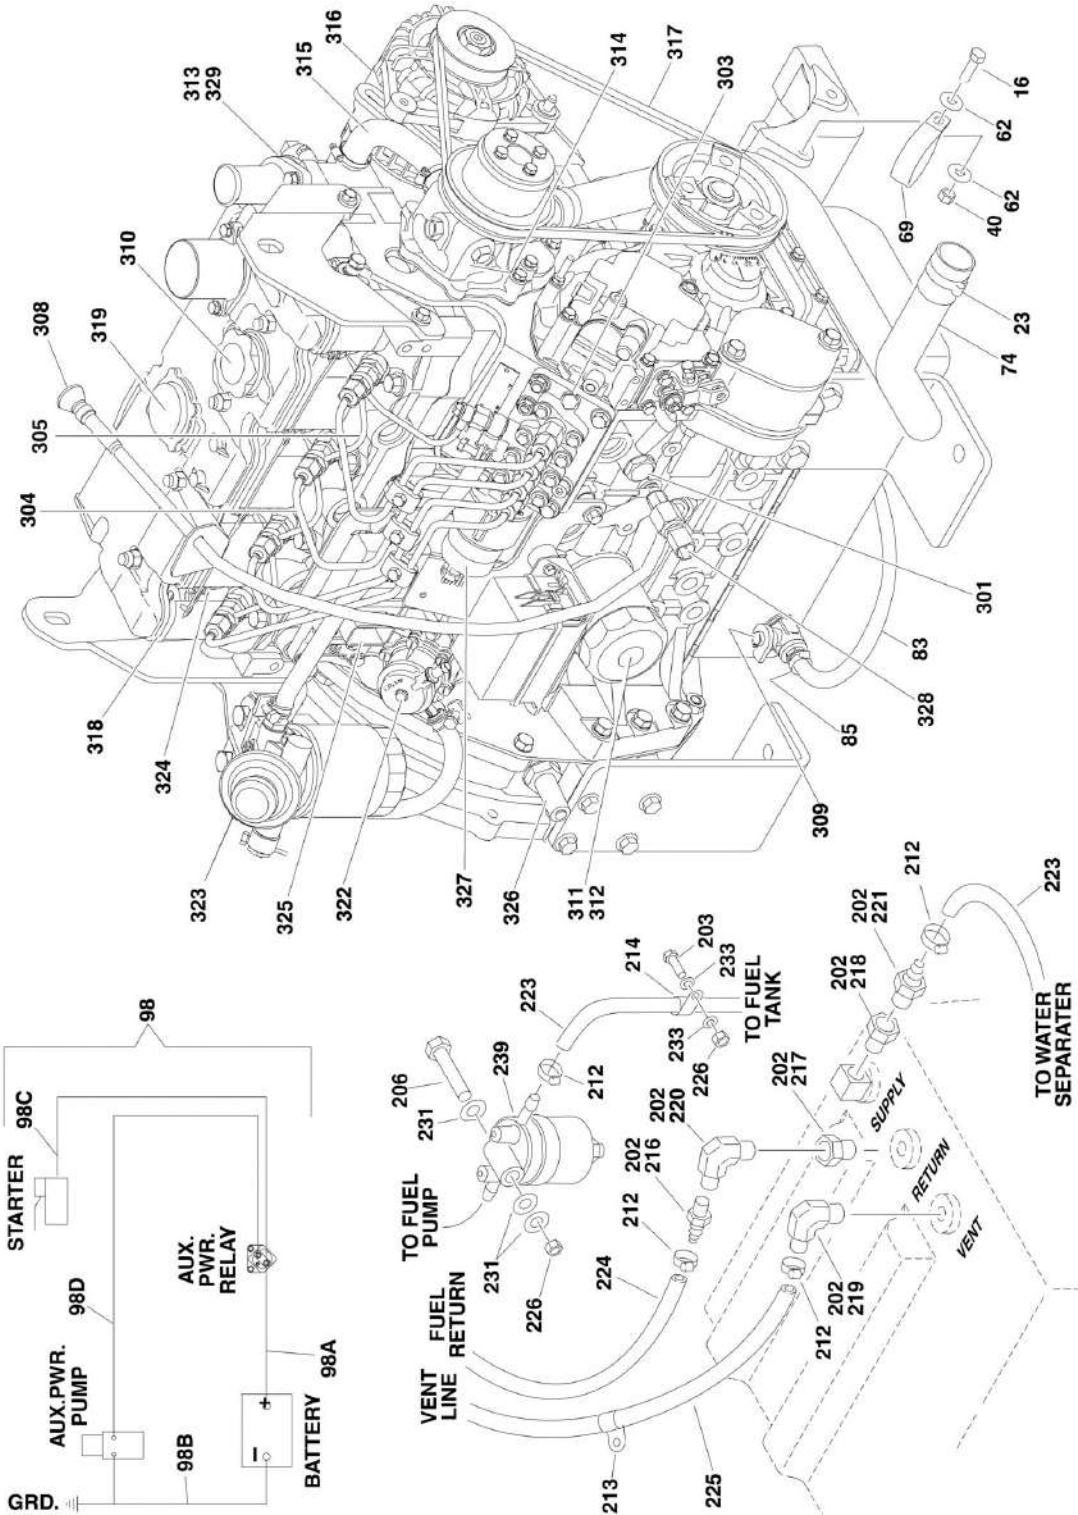 316
315
313
329
310
319
308
314
317
303
16
62
62
40
69
23
74
305
304
318
324
323
325
322
327
326
311
312
301
83
328
85
309
98
98C
STARTER
98D
AUX.
PWR.
RELAY
AUX.PWR.
PUMP
98A
98B
BATTERY
GRD.
206
231
239
223
214
203
233
233
226
TO FUEL
TANK
212
TO FUEL
PUMP
231
226
202
220
202
216
212
224
FUEL
RETURN
VENT
LINE
213
225
202
217
202
218
202
221
212
223
TO WATER
SEPARATER
SUPPLY
RETURN
VENT
202
219
212